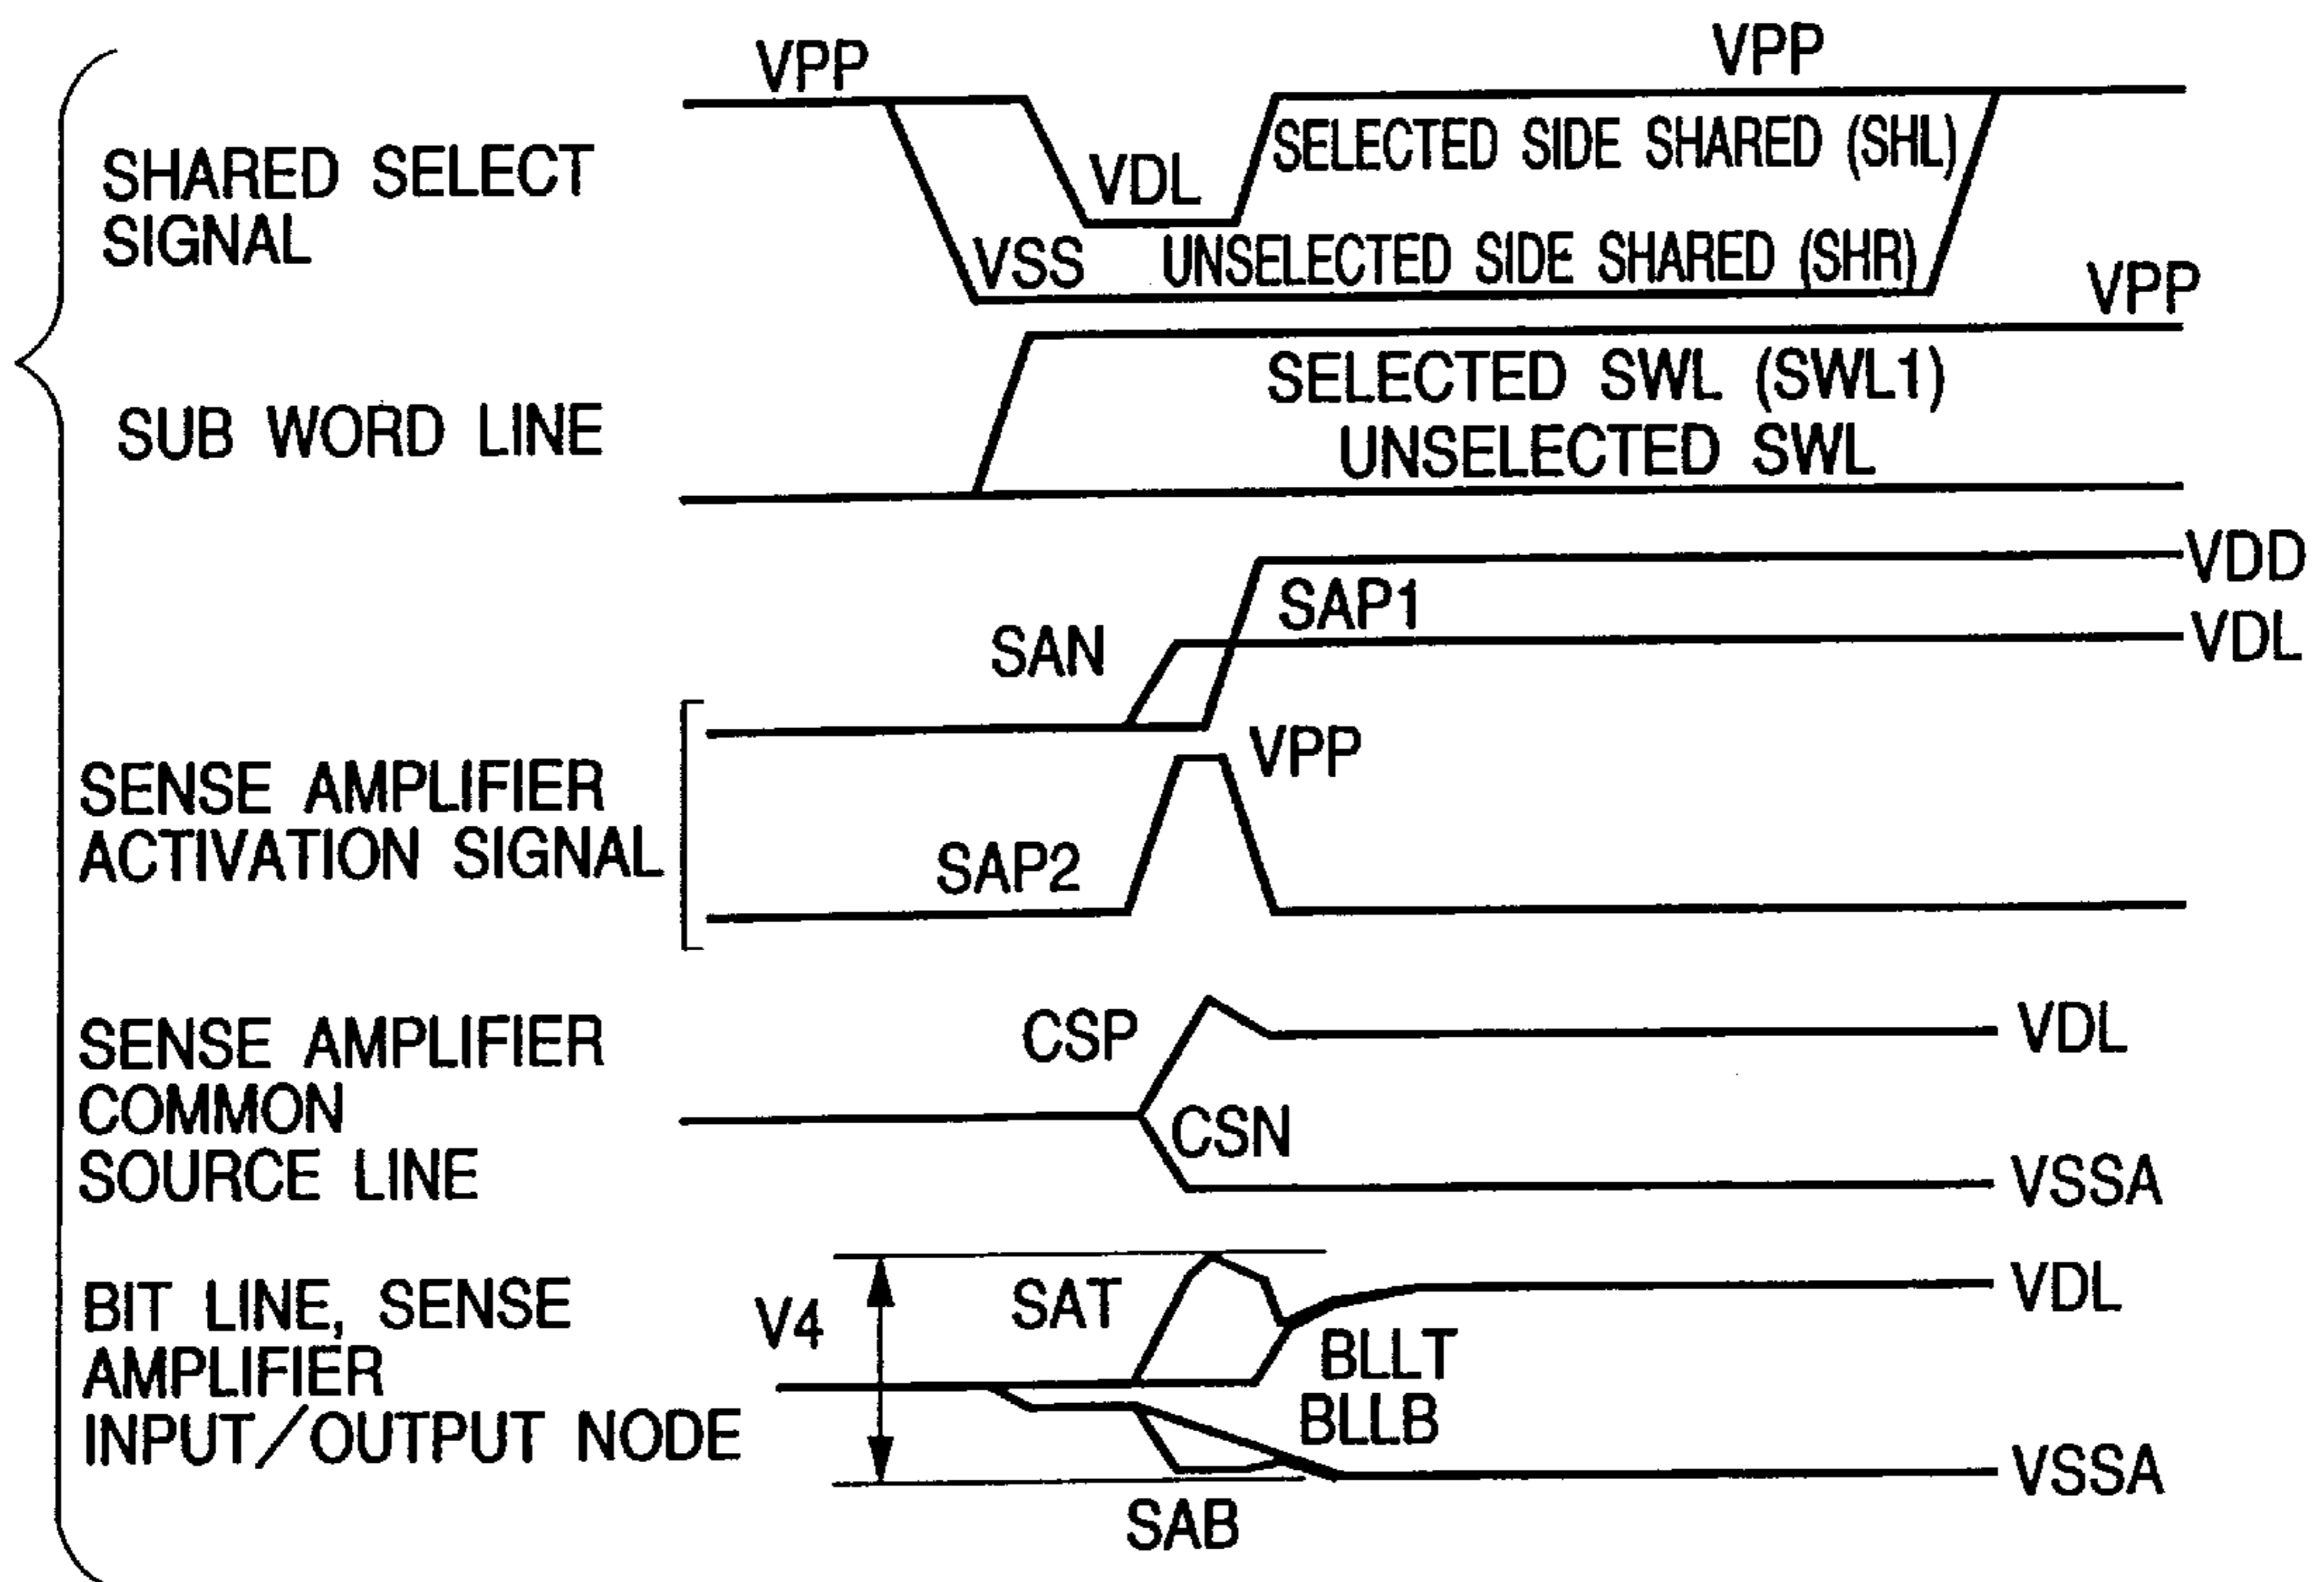 VPP
VPP
SHARED SELECT
SIGNAL
VDL
SELECTED SIDE SHARED (SHL)
VSS
UNSELECTED SIDE SHARED (SHR)
VPP
SUB WORD LINE
SELECTED SWL (SWL1)
UNSELECTED SWL
VDD
SAP1
SAN
VDL
VPP
SENSE AMPLIFIER
ACTIVATION SIGNAL
SAP2
SENSE AMPLIFIER
COMMON
SOURCE LINE
CSP
VDL
CSN
VSSA
BIT LINE, SENSE
AMPLIFIER
INPUT/OUTPUT NODE
V4
SAT
VDL
BLLT
BLLB
VSSA
SAB